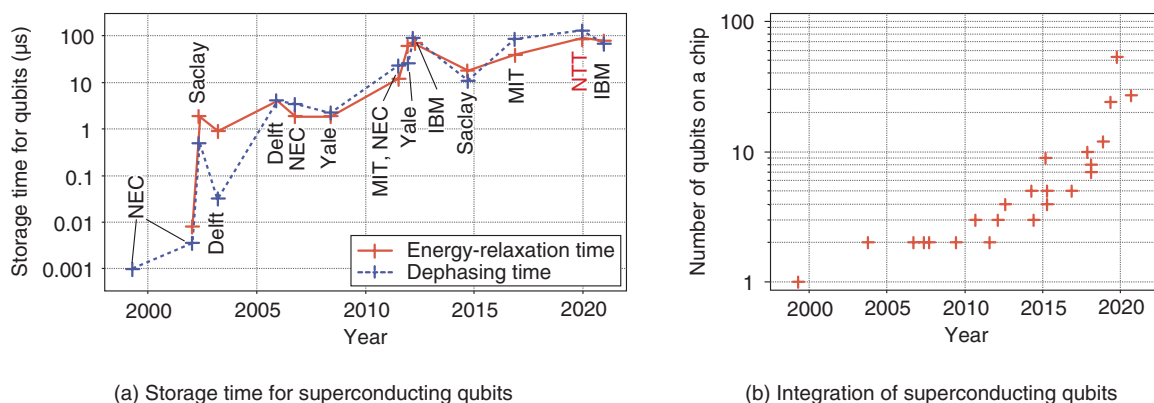 Storage time for qubits (μs)
100
10
1
0.1
0.01
0.001
NEC
Saclay
Delft
Delft
NEC
Yale
MIT, NEC
Yale
IBM
Saclay
MIT
NTT
IBM
Energy-relaxation time
Dephasing time
2000 2005 2010 2015 2020
Year
(a) Storage time for superconducting qubits
Number of qubits on a chip
100
10
1
2000 2005 2010 2015 2020
Year
(b) Integration of superconducting qubits